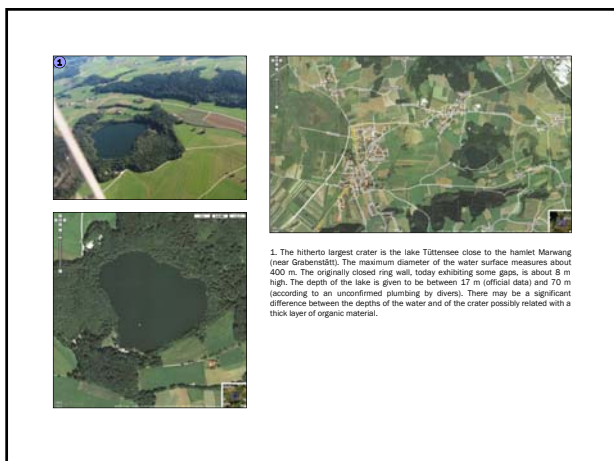 1
1. The hitherto largest crater is the lake Tüttensee close to the hamlet Marwang
(near Grabenstätt). The maximum diameter of the water surface measures about
400 m. The originally closed ring wall, today exhibiting some gaps, is about 8 m
high. The depth of the lake is given to be between 17 m (official data) and 70 m
(according to an unconfirmed plumbing by divers). There may be a significant
difference between the depths of the water and of the crater possibly related with a
thick layer of organic material.